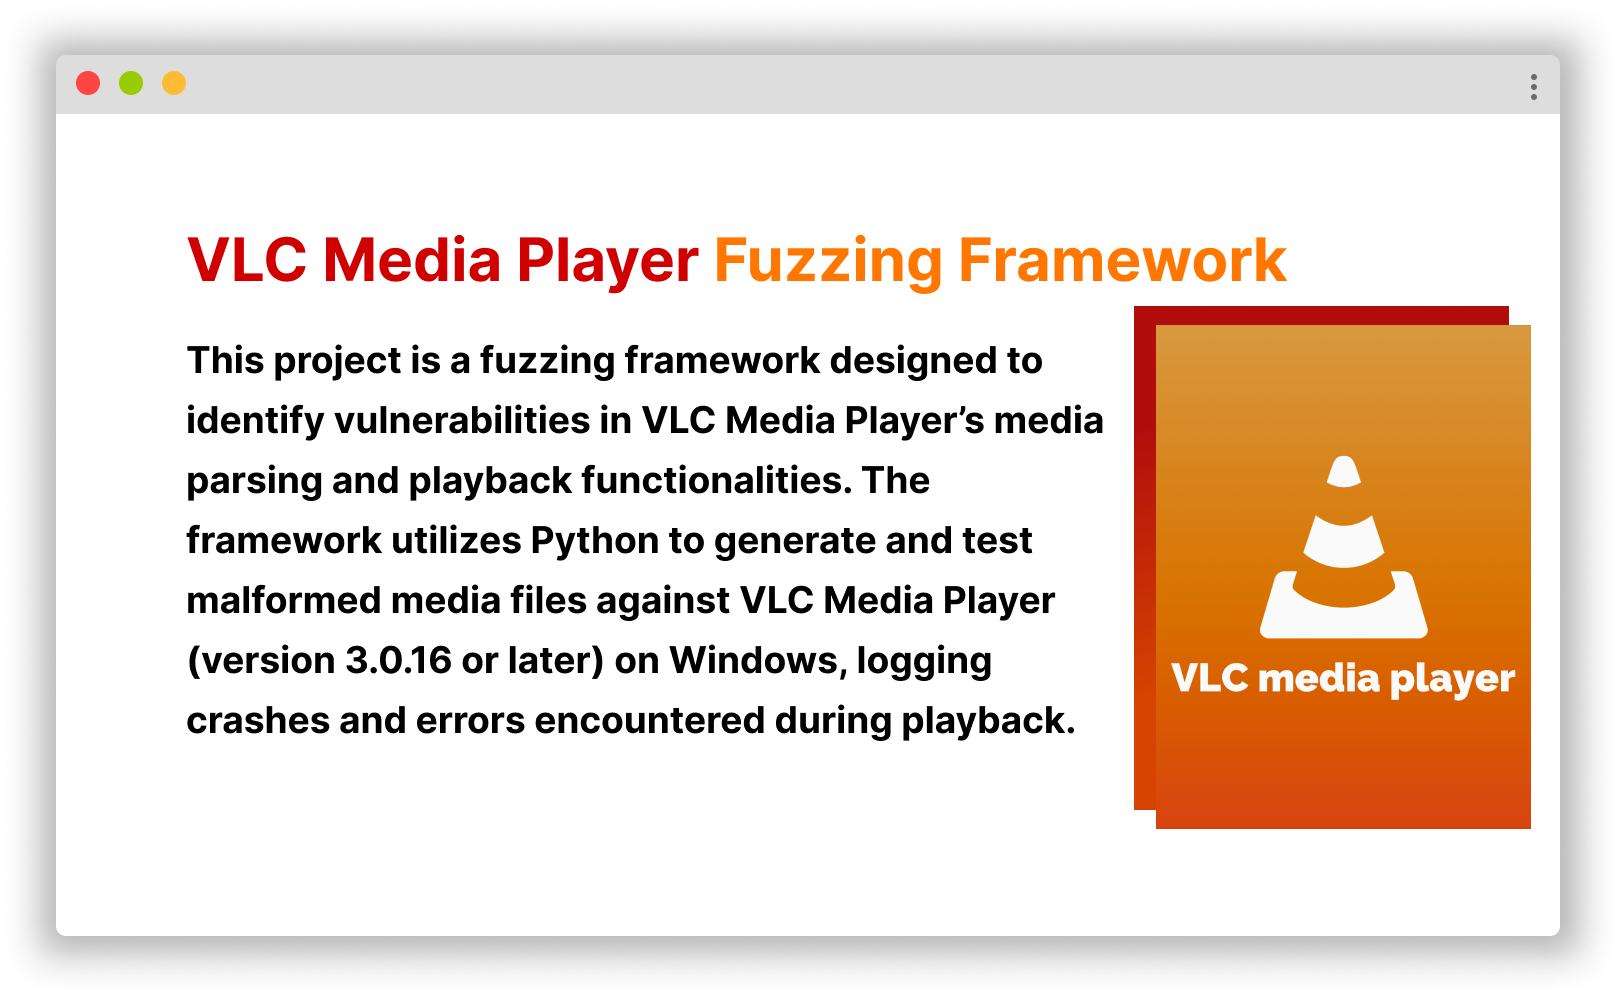 VLC Media Player Fuzzing Framework
This project is a fuzzing framework designed to
identify vulnerabilities in VLC Media Player’s media
parsing and playback functionalities. The
framework utilizes Python to generate and test
malformed media files against VLC Media Player
(version 3.0.16 or later) on Windows, logging
crashes and errors encountered during playback.
VLC media player